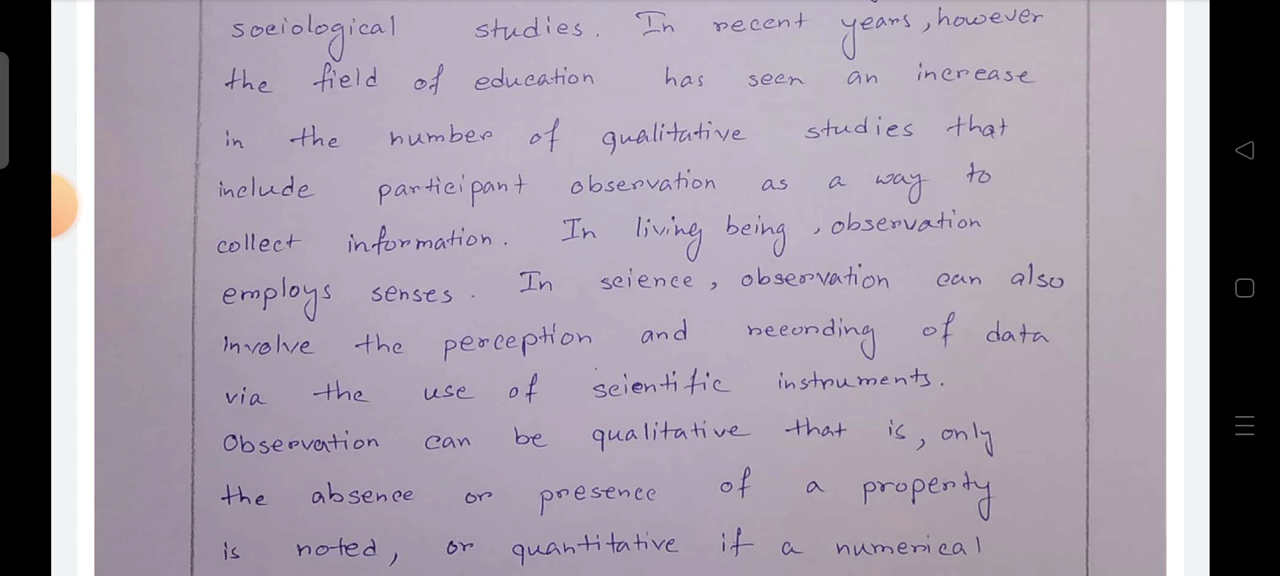 sociological studies. In recent years, however
the field of education has seen an increase
in the number of qualitative studies that
include participant observation as a way to
collect information. In living being, observation
employs senses. In science, observation can also
involve the perception and recording of data
via the use of scientific instruments.
Observation can be qualitative that is, only
the absence or presence of a property
is noted, or quantitative if a numerical